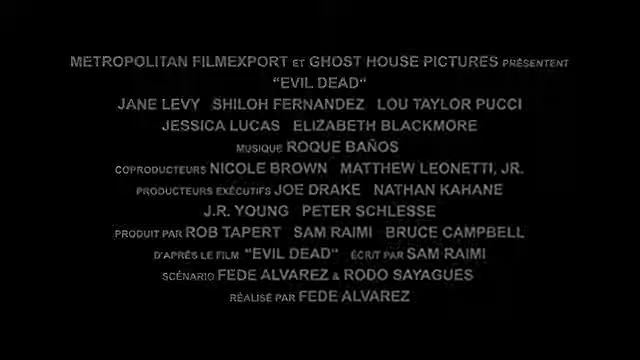 METROPOLITAN FILMEXPORT ET GHOST HOUSE PICTURES PRÉSENTENT
“EVIL DEAD“
JANE LEVY SHILOH FERNANDEZ LOU TAYLOR PUCCI
JESSICA LUCAS ELIZABETH BLACKMORE
MUSIQUE ROQUE BAÑOS
COPRODUCTEURS NICOLE BROWN MATTHEW LEONETTI, JR.
PRODUCTEURS EXÉCUTIFS JOE DRAKE NATHAN KAHANE
J.R. YOUNG PETER SCHLESSE
PRODUIT PAR ROB TAPERT SAM RAIMI BRUCE CAMPBELL
D'APRÈS LE FILM “EVIL DEAD“ ÉCRIT PAR SAM RAIMI
SCÉNARIO FEDE ALVAREZ & RODO SAYAGUES
RÉALISÉ PAR FEDE ALVAREZ